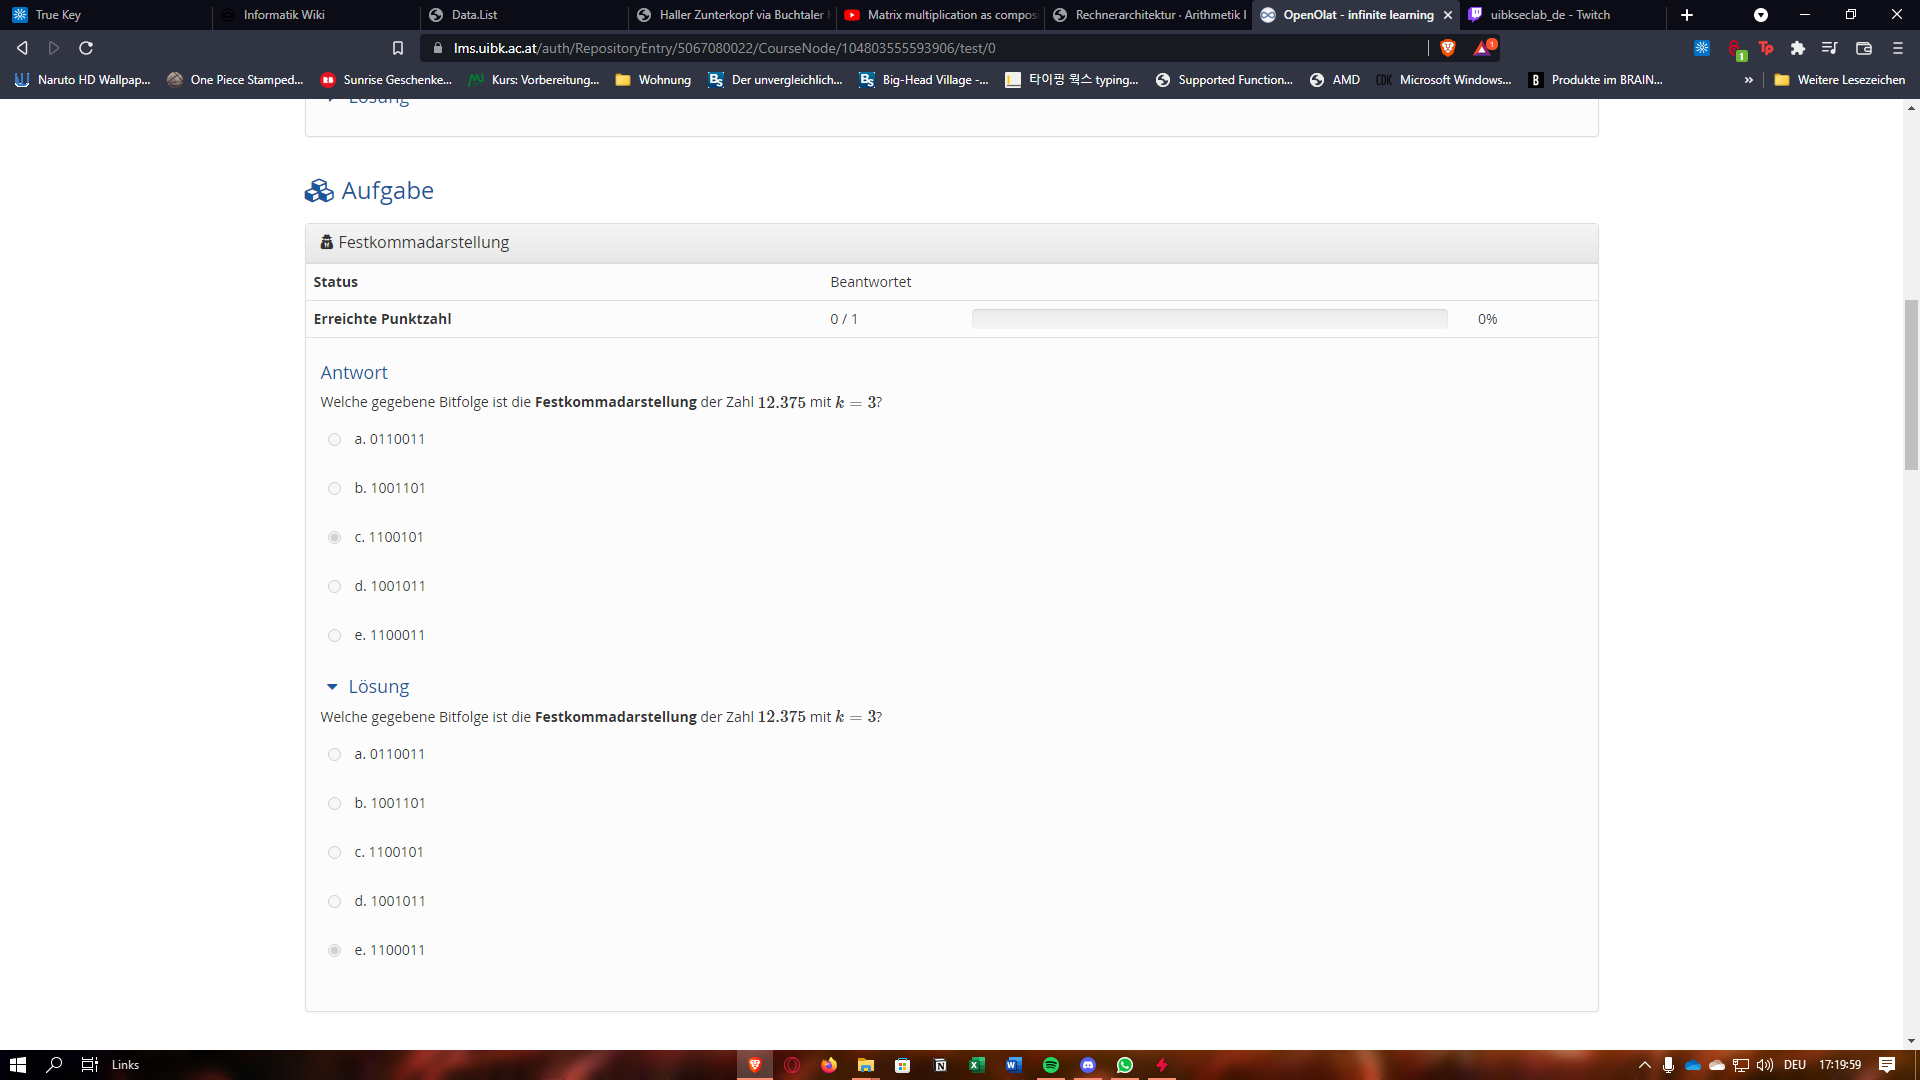 True Key
Informatik Wiki
Data.List
Haller Zunterkopf via Buchtaler
Matrix multiplication as compos
Rechnerarchitektur · Arithmetik
OpenOlat - infinite learning
uibkseclab_de - Twitch
lms.uibk.ac.at/auth/RepositoryEntry/5067080022/CourseNode/104803555593906/test/0
1
1
Naruto HD Wallpap...
One Piece Stamped...
Sunrise Geschenke...
Kurs: Vorbereitung...
Wohnung
Der unvergleichlich...
Big-Head Village -...
타이핑 웍스 typing...
Supported Function...
AMD
Microsoft Windows...
Produkte im BRAIN...
»
Weitere Lesezeichen
Lösung
Aufgabe
Festkommadarstellung
Status Beantwortet
Erreichte Punktzahl 0 / 1 0%
Antwort
Welche gegebene Bitfolge ist die Festkommadarstellung der Zahl 12.375 mit k = 3?
a. 0110011
b. 1001101
c. 1100101
d. 1001011
e. 1100011
Lösung
Welche gegebene Bitfolge ist die Festkommadarstellung der Zahl 12.375 mit k = 3?
a. 0110011
b. 1001101
c. 1100101
d. 1001011
e. 1100011
Links
DEU
17:19:59